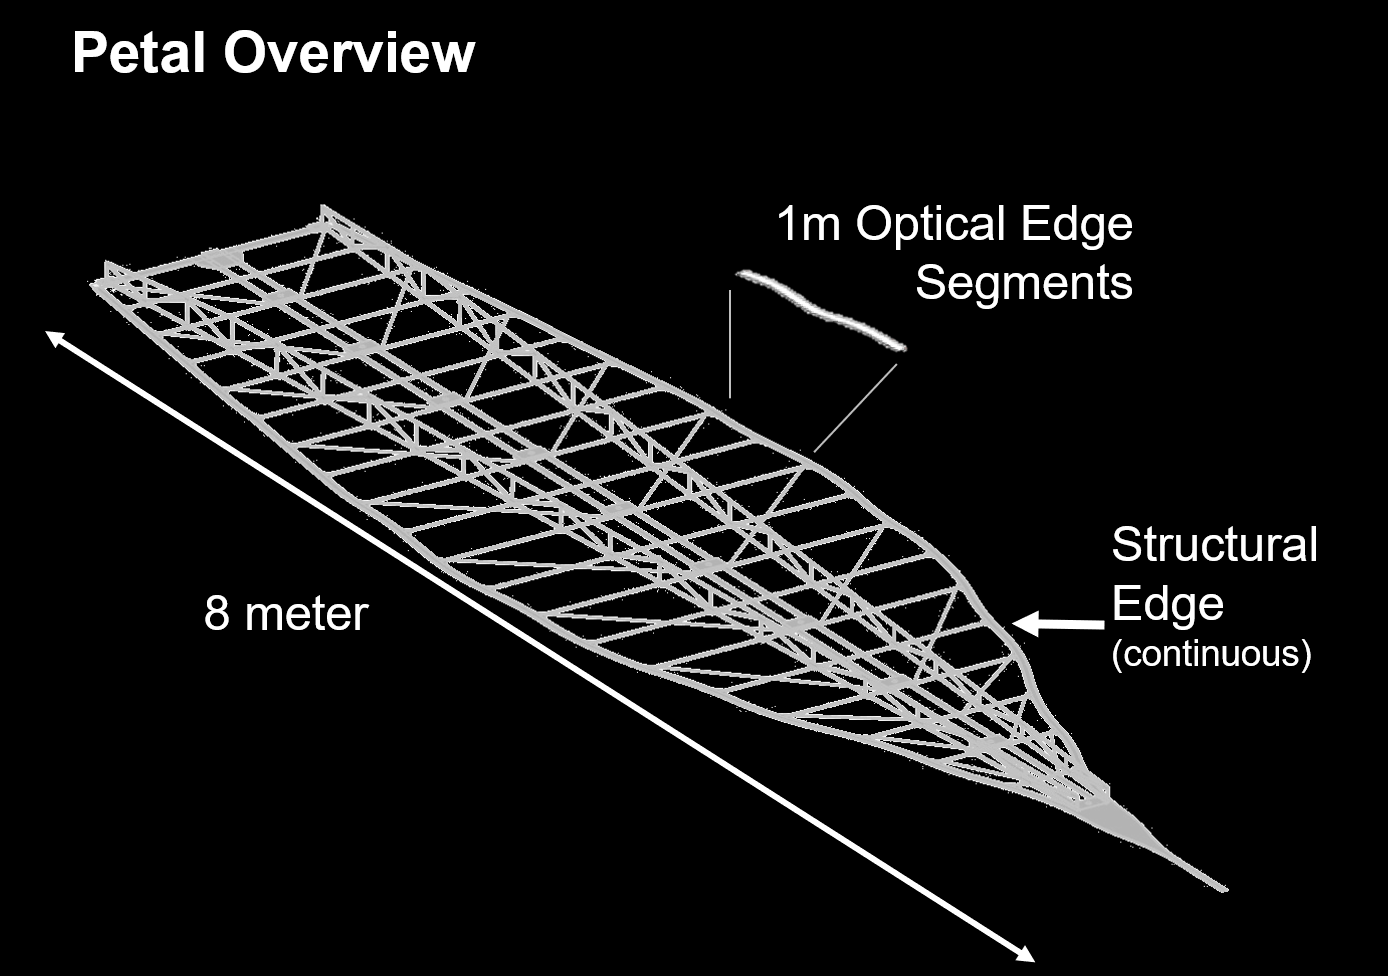 Petal Overview
1m Optical Edge
Segments
Structural
Edge
(continuous)
8 meter